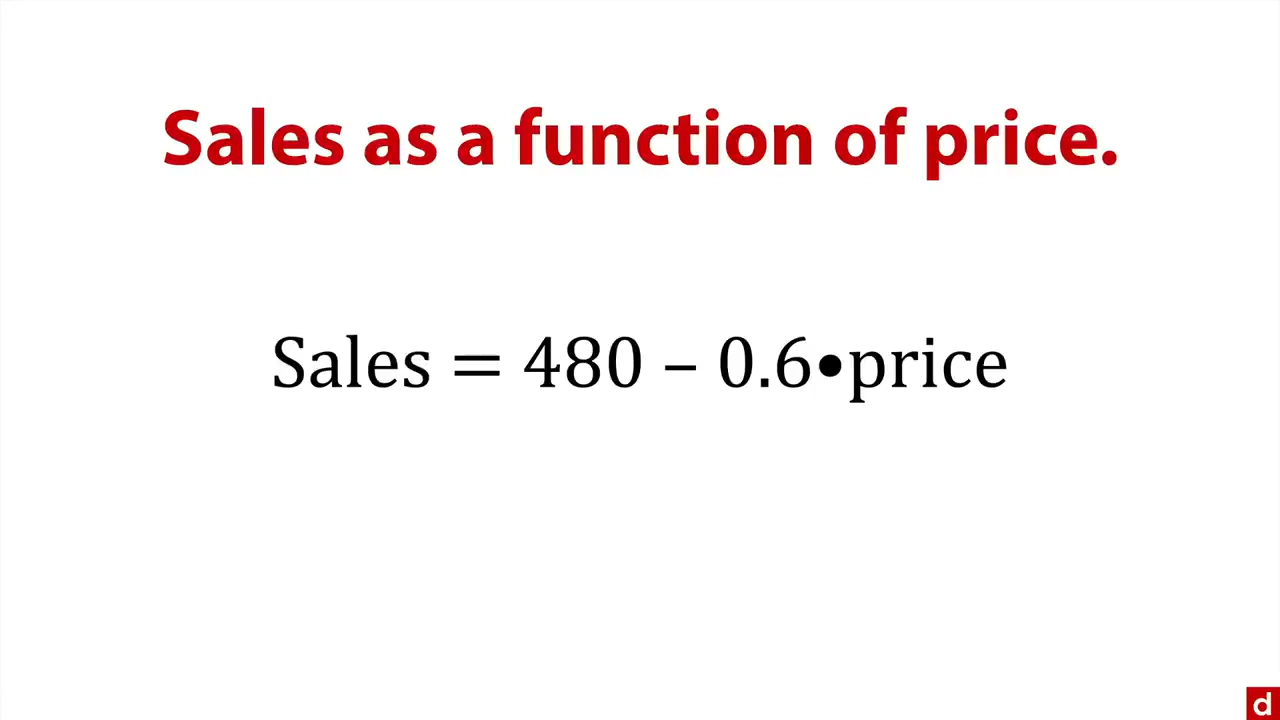 Sales as a function of price.
Sales = 480 – 0.6•price
d